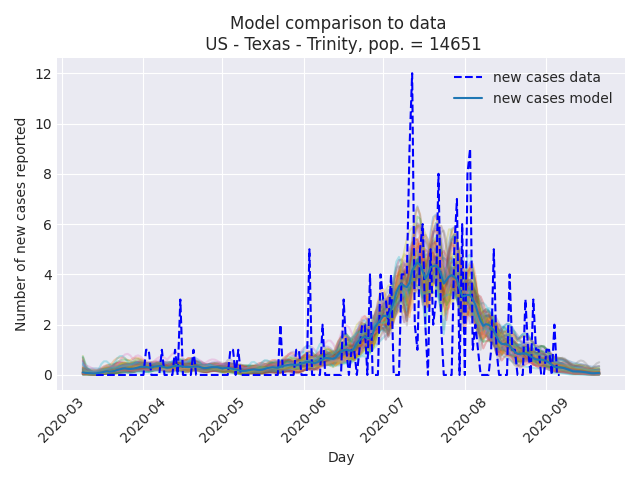 Model comparison to data
US - Texas - Trinity, pop. = 14651
new cases data
new cases model
Number of new cases reported
12
10
8
6
4
2
0
2020-03
2020-04
2020-05
2020-06
2020-07
2020-08
2020-09
Day